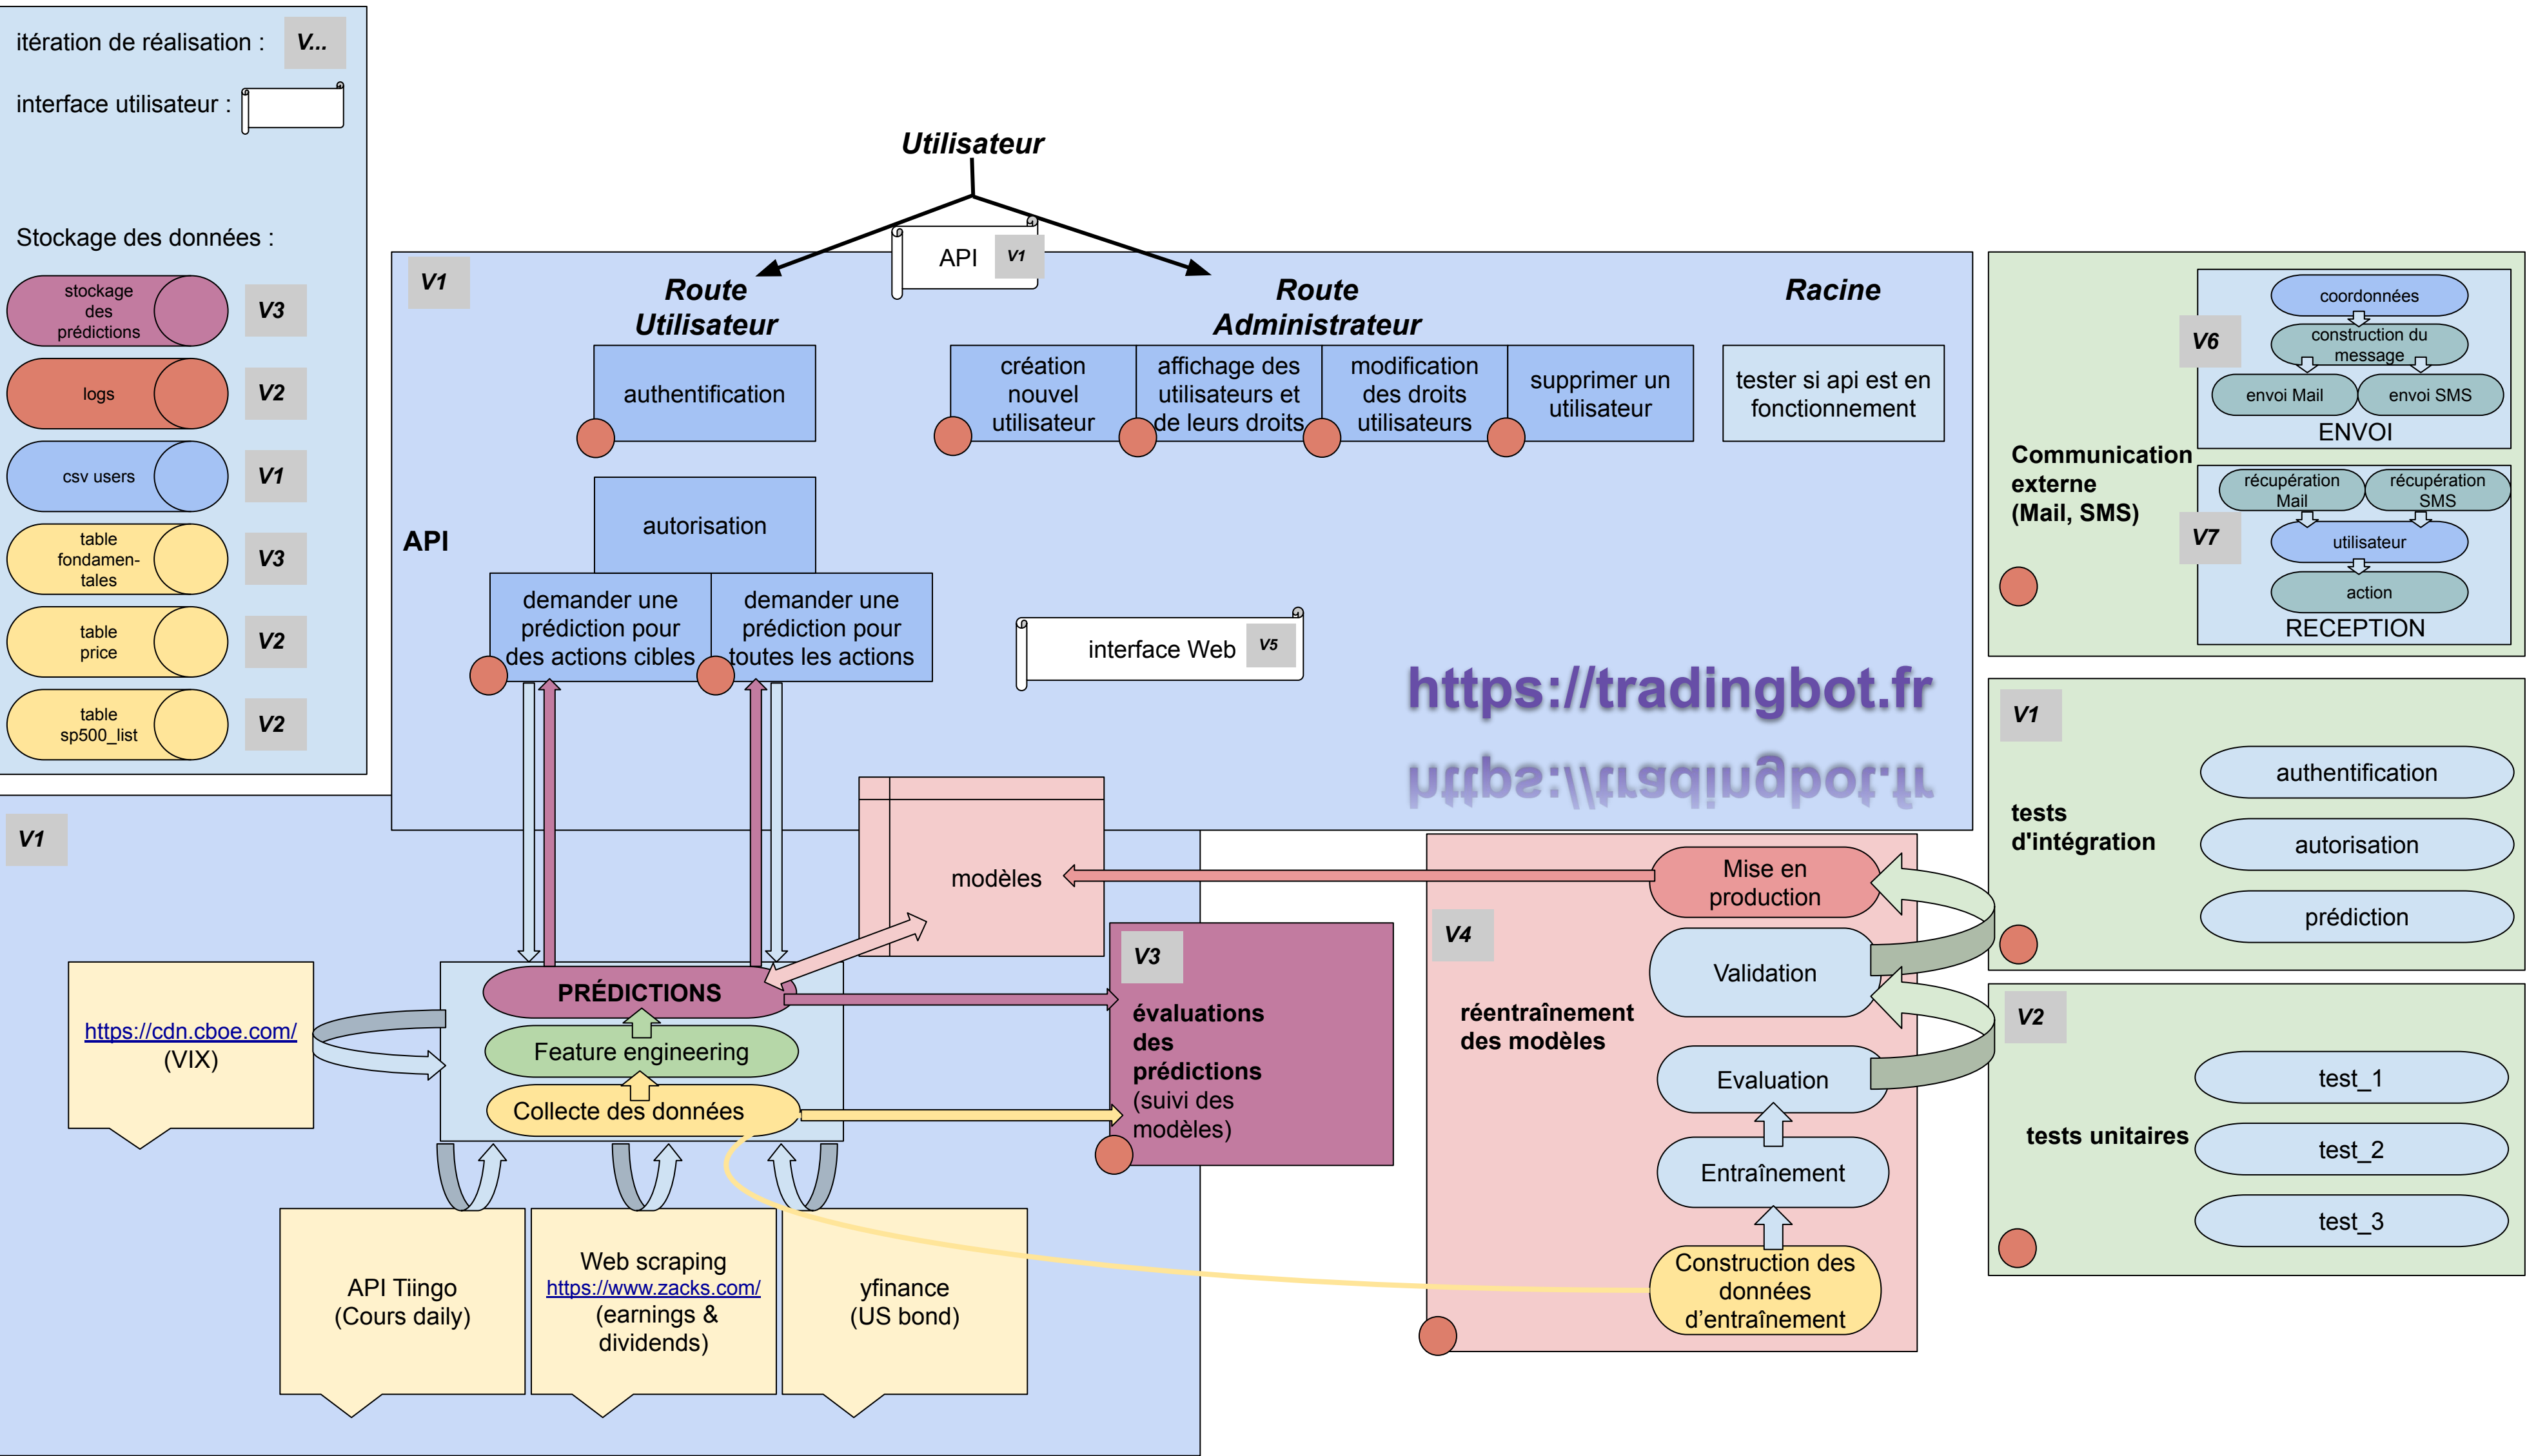 itération de réalisation :
V...
interface utilisateur :
Stockage des données :
stockage
des
prédictions
V3
logs
V2
csv users
V1
table
fondamen-
tales
V3
table
price
V2
table
sp500_list
V2
Utilisateur
API
V1
V1
API
Route
Utilisateur
authentification
autorisation
demander une
prédiction pour
des actions cibles
demander une
prédiction pour
toutes les actions
Route
Administrateur
création
nouvel
utilisateur
affichage des
utilisateurs et
de leurs droits
modification
des droits
utilisateurs
supprimer un
utilisateur
Racine
tester si api est en
fonctionnement
interface Web
V5
https://tradingbot.fr
Communication
externe
(Mail, SMS)
V6
coordonnées
construction du
message
envoi Mail
envoi SMS
ENVOI
V7
récupération
Mail
récupération
SMS
utilisateur
action
RECEPTION
V1
tests
d'intégration
authentification
autorisation
prédiction
V2
tests unitaires
test_1
test_2
test_3
V1
modèles
https://cdn.cboe.com/
(VIX)
PRÉDICTIONS
Feature engineering
Collecte des données
API Tiingo
(Cours daily)
Web scraping
https://www.zacks.com/
(earnings &
dividends)
yfinance
(US bond)
V3
évaluations
des
prédictions
(suivi des
modèles)
V4
réentraînement
des modèles
Mise en
production
Validation
Evaluation
Entraînement
Construction des
données
d’entraînement